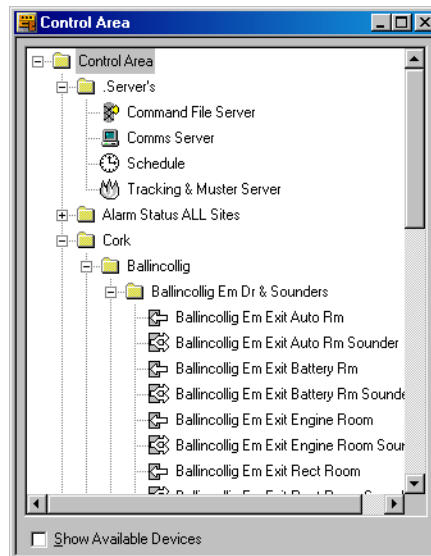 Control Area
Control Area
.Server's
Command File Server
Comms Server
Schedule
Tracking & Muster Server
Alarm Status ALL Sites
Cork
Ballincollig
Ballincollig Em Dr & Sounders
Ballincollig Em Exit Auto Rm
Ballincollig Em Exit Auto Rm Sounder
Ballincollig Em Exit Battery Rm
Ballincollig Em Exit Battery Rm Sounde
Ballincollig Em Exit Engine Room
Ballincollig Em Exit Engine Room Soun
Ballincollig Em Exit Rect Room
Show Available Devices